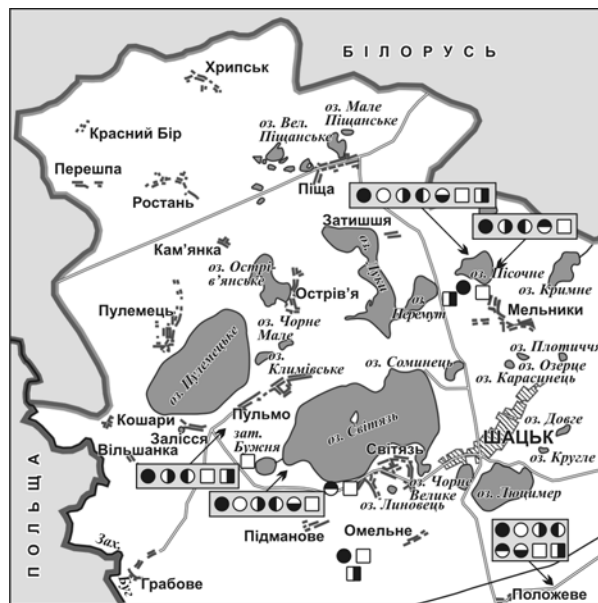 БІЛОРУСЬ
Хрипськ
оз. Мале
Піщанське
оз. Вел.
Піщанське
Красний Бір
Перешпа
Піща
Ростань
Затишшя
Кам’янка
оз. Острі-
в’янське
оз. Луки
оз. Пісочне
оз. Кримне
Острів’я
оз. Перемут
Пулемець
Мельники
оз. Чорне
Мале
оз. Плотиччя
оз. Климівське
оз. Соминець
оз. Озерце
оз. Карасинець
оз. Пулемецьке
Пульмо
оз. Світязь
Кошари
Залісся
зат.
Бужня
оз. Довге
ШАЦЬК
Вільшанка
Світязь
оз. Кругле
оз. Чорне
Велике
оз. Люцимер
оз. Линовець
ПОЛЬЩА
Підманове
Омельне
Зах.
Буг
Грабове
Положеве